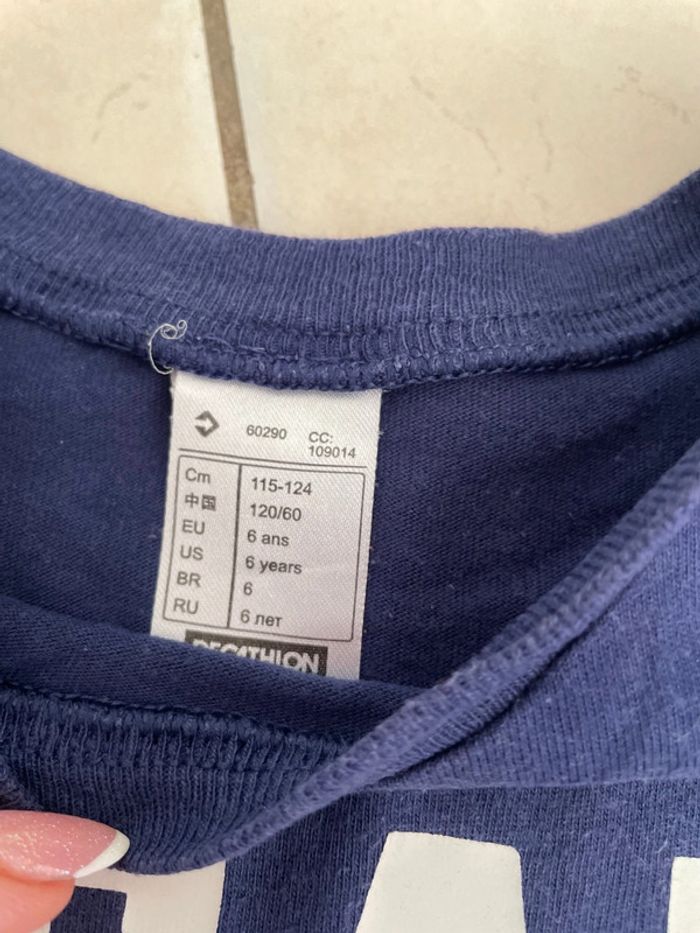 60290 CC:
109014
Cm 115-124
中国 120/60
EU 6 ans
US 6 years
BR 6
RU 6 лет
DECATHLON